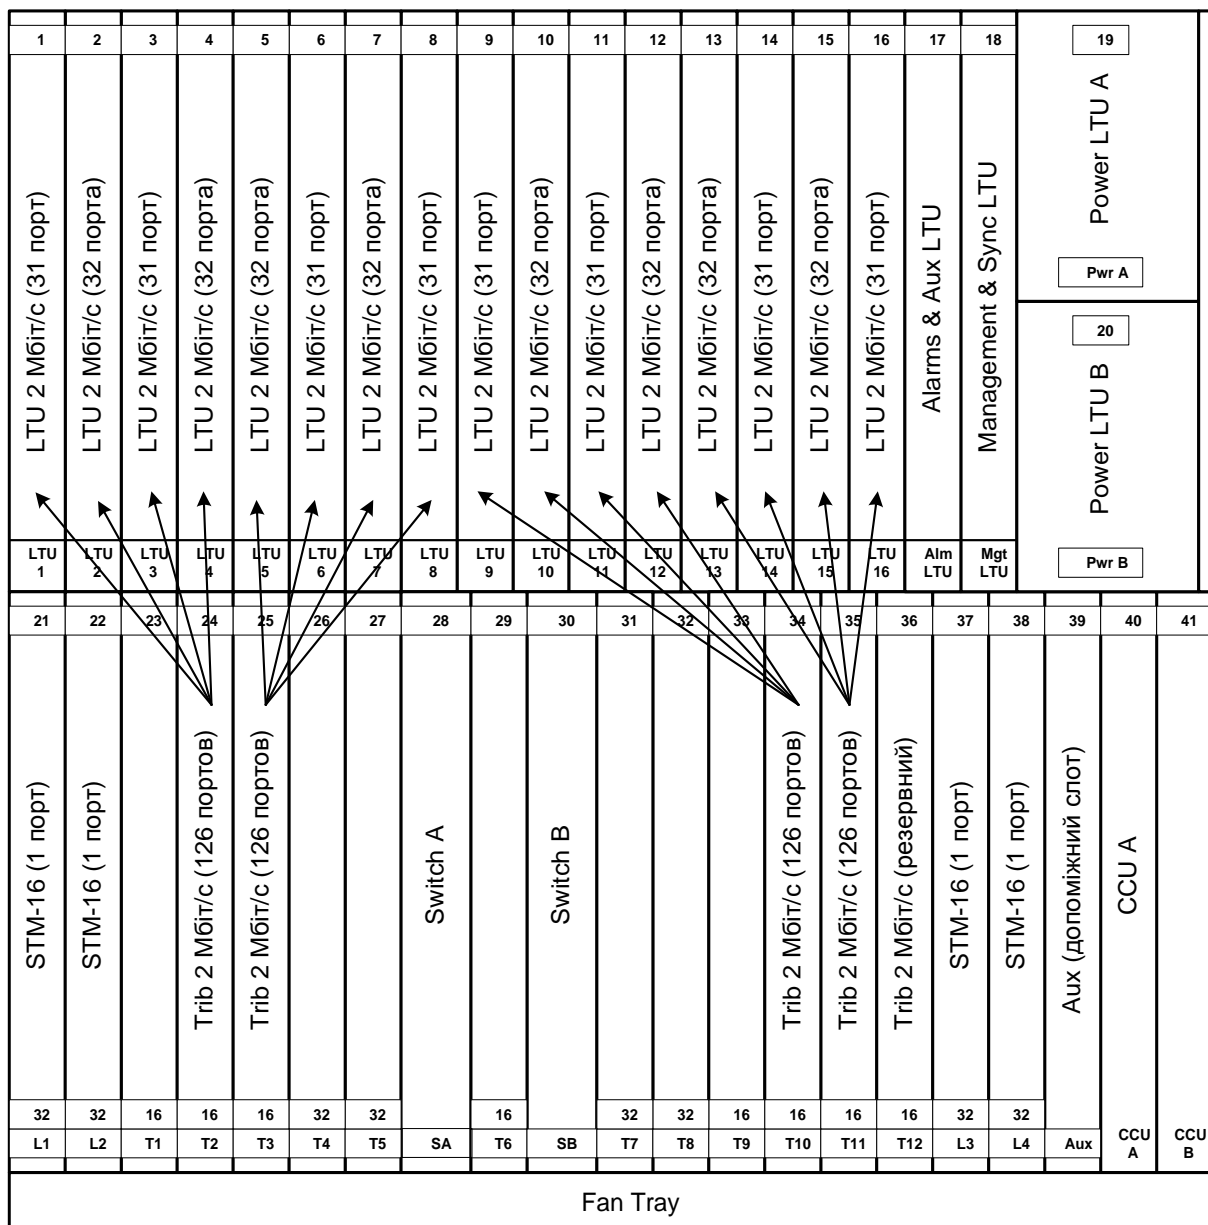 1 2 3 4 5 6 7 8 9 10 11 12 13 14 15 16 17 18 19
LTU 2 Мбіт/с (31 порт)
LTU 2 Мбіт/с (32 порта)
LTU 2 Мбіт/с (31 порт)
LTU 2 Мбіт/с (32 порта)
LTU 2 Мбіт/с (32 порта)
LTU 2 Мбіт/с (31 порт)
LTU 2 Мбіт/с (32 порта)
LTU 2 Мбіт/с (31 порт)
LTU 2 Мбіт/с (31 порт)
LTU 2 Мбіт/с (32 порта)
LTU 2 Мбіт/с (31 порт)
LTU 2 Мбіт/с (32 порта)
LTU 2 Мбіт/с (32 порта)
LTU 2 Мбіт/с (31 порт)
LTU 2 Мбіт/с (32 порта)
LTU 2 Мбіт/с (31 порт)
Alarms & Aux LTU
Management & Sync LTU
Power LTU A
Pwr A
20
Power LTU B
Pwr B
LTU 1
LTU 2
LTU 3
LTU 4
LTU 5
LTU 6
LTU 7
LTU 8
LTU 9
LTU 10
LTU 11
LTU 12
LTU 13
LTU 14
LTU 15
LTU 16
Alm LTU
Mgt LTU
21 22 23 24 25 26 27 28 29 30 31 32 33 34 35 36 37 38 39 40 41
STM-16 (1 порт)
STM-16 (1 порт)
Trib 2 Мбіт/с (126 портов)
Trib 2 Мбіт/с (126 портов)
Switch A
Switch B
Trib 2 Мбіт/с (126 портов)
Trib 2 Мбіт/с (126 портов)
Trib 2 Мбіт/с (резервний)
STM-16 (1 порт)
STM-16 (1 порт)
Aux (допоміжний слот)
CCU A
32 32 16 16 16 32 32 16 32 32 16 16 16 16 32 32
L1 L2 T1 T2 T3 T4 T5 SA T6 SB T7 T8 T9 T10 T11 T12 L3 L4 Aux
CCU A
CCU B
Fan Tray